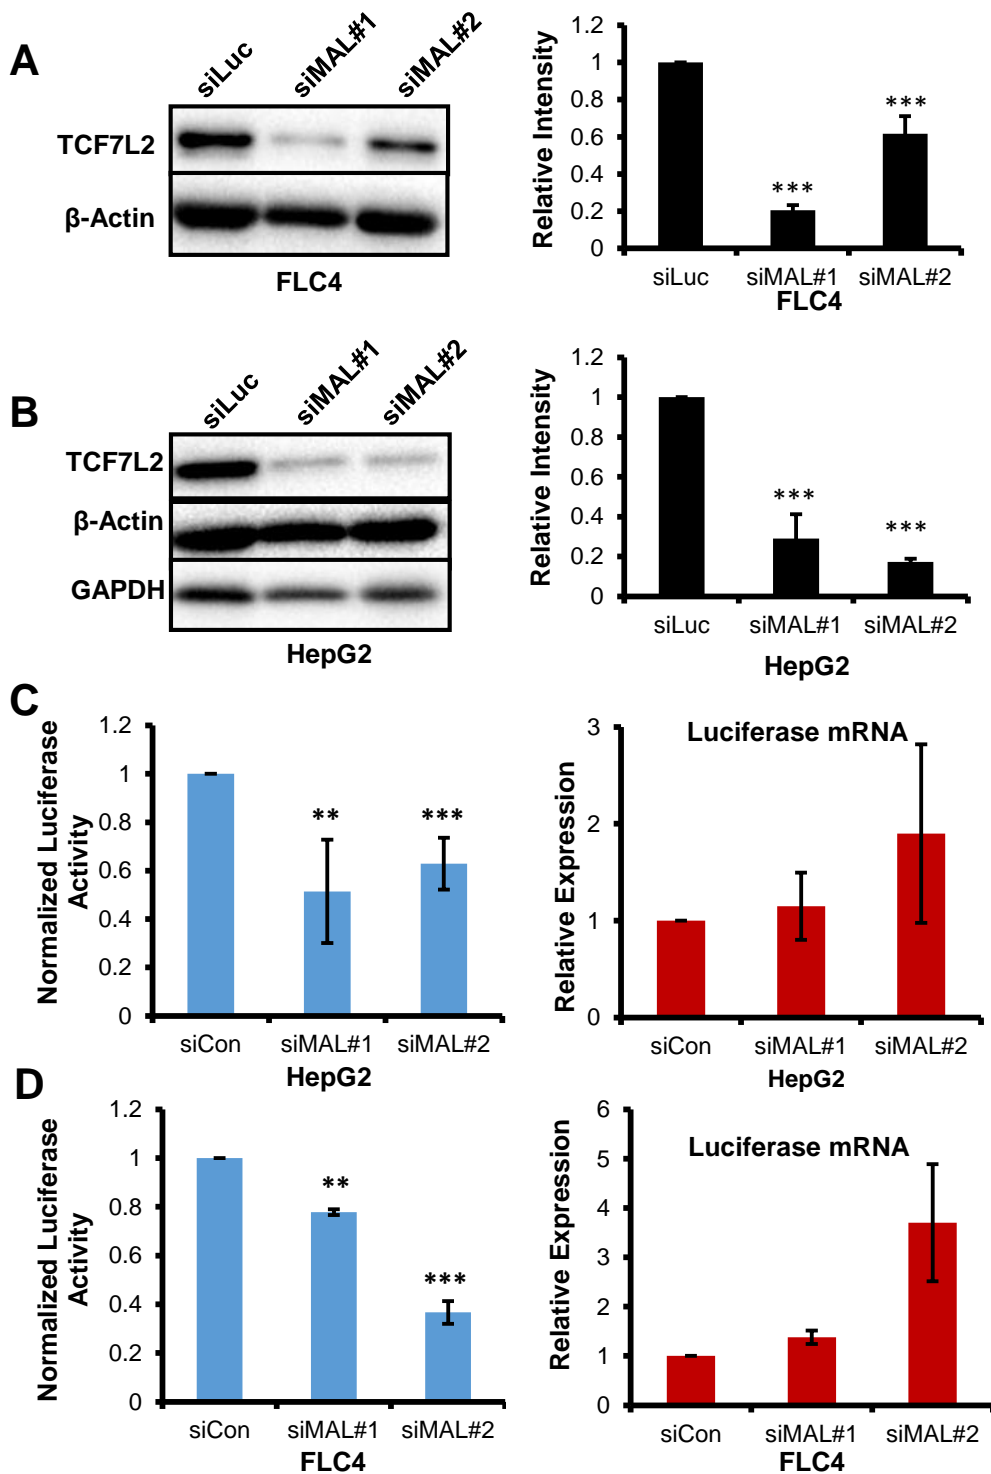 A
siLuc
siMAL#1
siMAL#2
TCF7L2
β-Actin
FLC4
Relative Intensity
1.2
1
0.8
0.6
0.4
0.2
0
***
***
siLuc siMAL#1 siMAL#2
FLC4
B
siLuc
siMAL#1
siMAL#2
TCF7L2
β-Actin
GAPDH
HepG2
Relative Intensity
1.2
1
0.8
0.6
0.4
0.2
0
***
***
siLuc siMAL#1 siMAL#2
HepG2
C
Normalized Luciferase
Activity
1.2
1
0.8
0.6
0.4
0.2
0
** ***
siCon siMAL#1 siMAL#2
HepG2
Luciferase mRNA
Relative Expression
3
2
1
0
siCon siMAL#1 siMAL#2
HepG2
D
Normalized Luciferase
Activity
1.2
1
0.8
0.6
0.4
0.2
0
**
***
siCon siMAL#1 siMAL#2
FLC4
Luciferase mRNA
Relative Expression
6
5
4
3
2
1
0
siCon siMAL#1 siMAL#2
FLC4